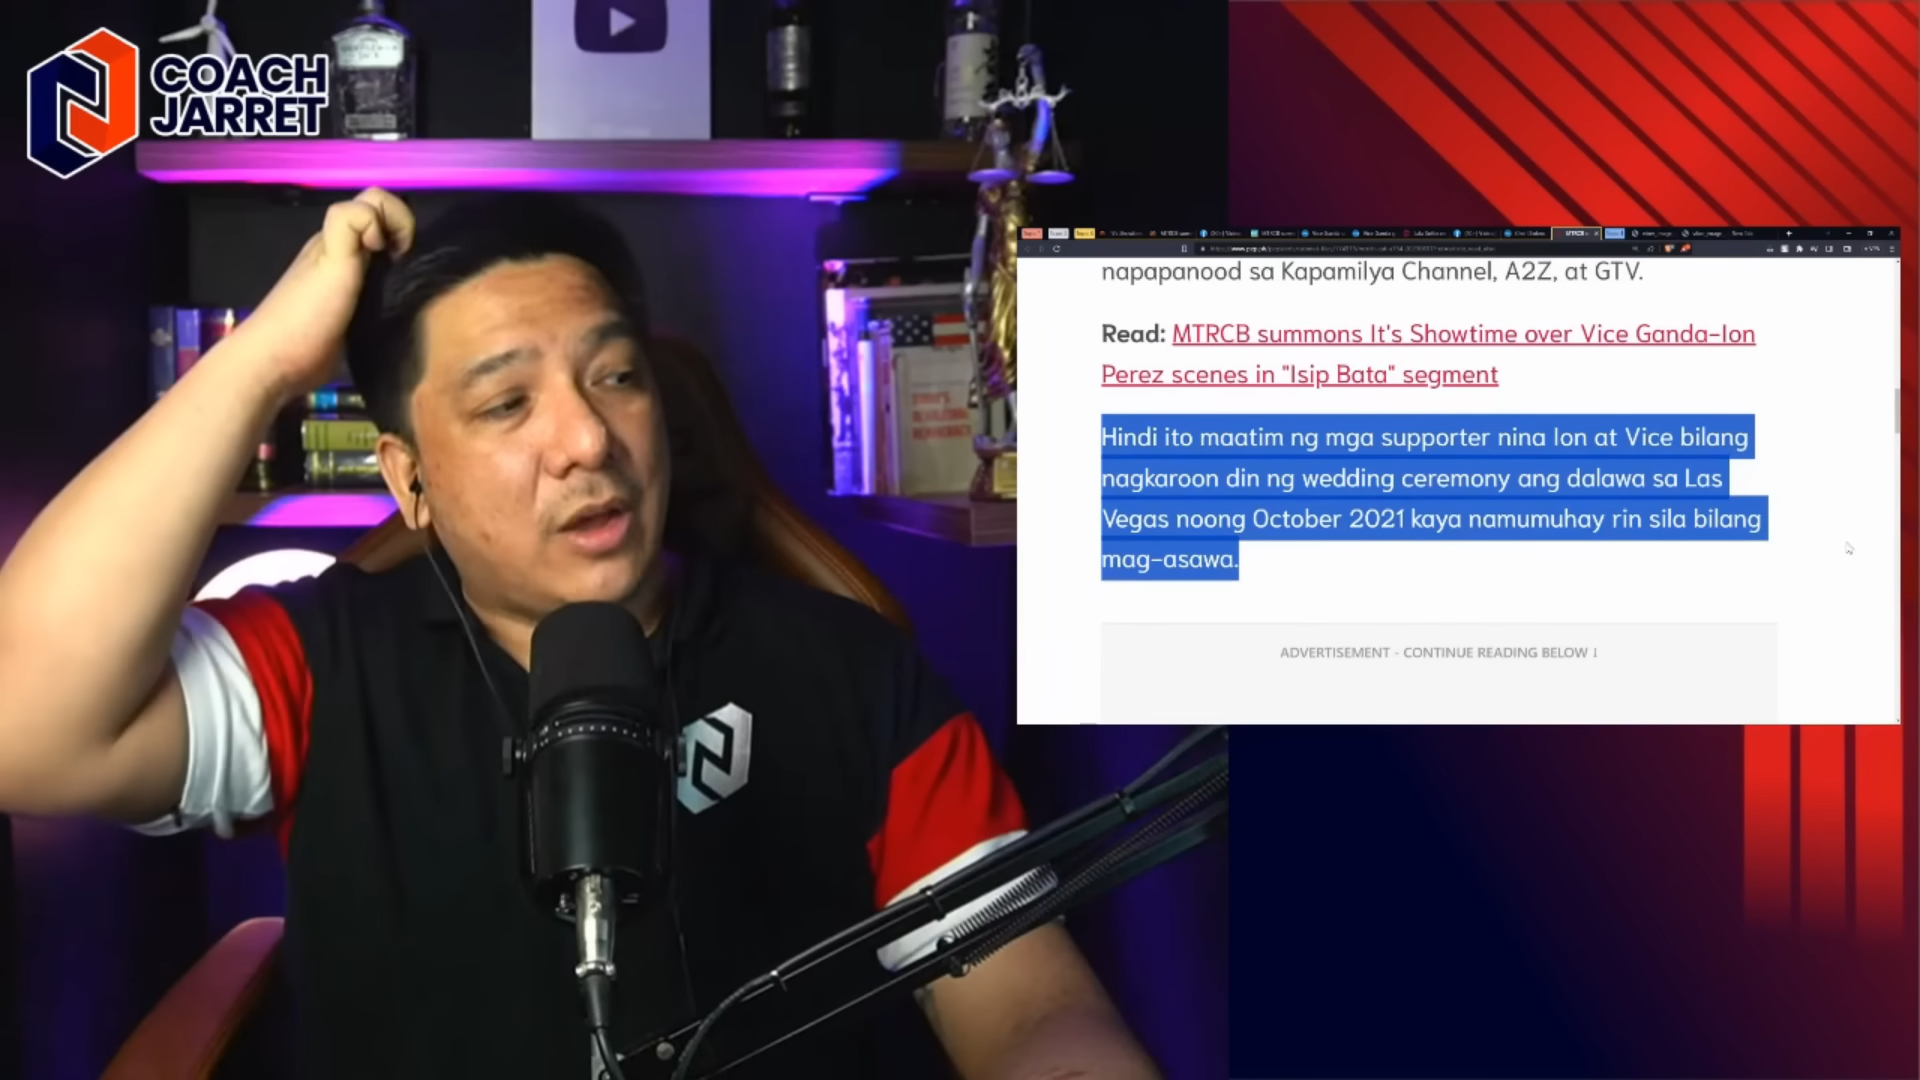 COACH
JARRET
napapanood sa Kapamilya Channel, A2Z, at GTV.
Read: MTRCB summons It's Showtime over Vice Ganda-Ion
Perez scenes in "Isip Bata" segment
Hindi ito maatim ng mga supporter nina Ion at Vice bilang
nagkaroon din ng wedding ceremony ang dalawa sa Las
Vegas noong October 2021 kaya namumuhay rin sila bilang
mag-asawa.
ADVERTISEMENT - CONTINUE READING BELOW ↓